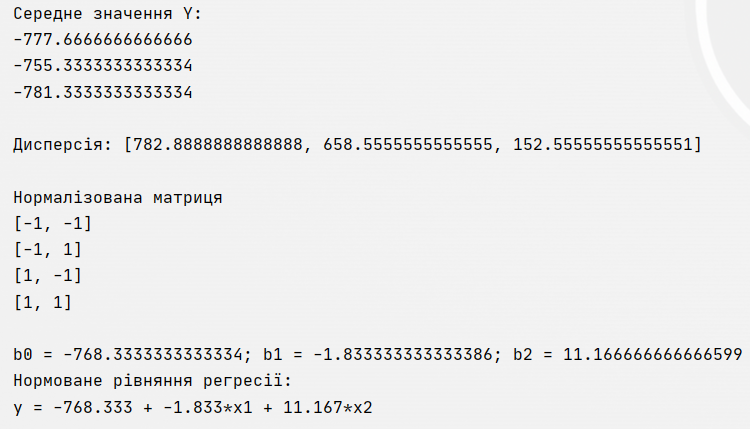 Середне значення Y:
-777.6666666666666
-755.3333333333334
-781.3333333333334
Дисперсія: [782.8888888888888, 658.5555555555555, 152.55555555555551]
Нормалізована матриця
[-1, -1]
[-1, 1]
[1, -1]
[1, 1]
b0 = -768.3333333333334; b1 = -1.833333333333386; b2 = 11.166666666666599
Нормоване рівняння регресії:
y = -768.333 + -1.833*x1 + 11.167*x2